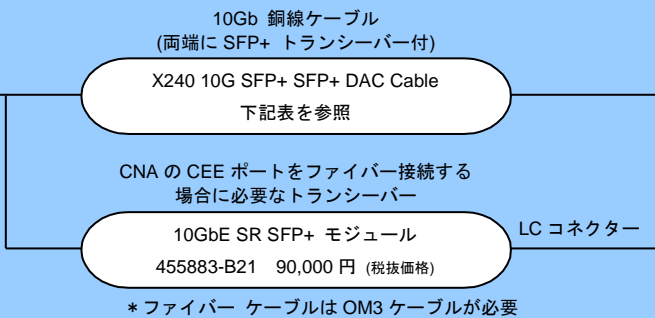 10Gb 銅線ケーブル
(両端に SFP+ トランシーバー付)
X240 10G SFP+ SFP+ DAC Cable
下記表を参照
CNA の CEE ポートをファイバー接続する
場合に必要なトランシーバー
10GbE SR SFP+ モジュール
455883-B21 90,000 円 (税抜価格)
LC コネクター
* ファイバー ケーブルは OM3 ケーブルが必要